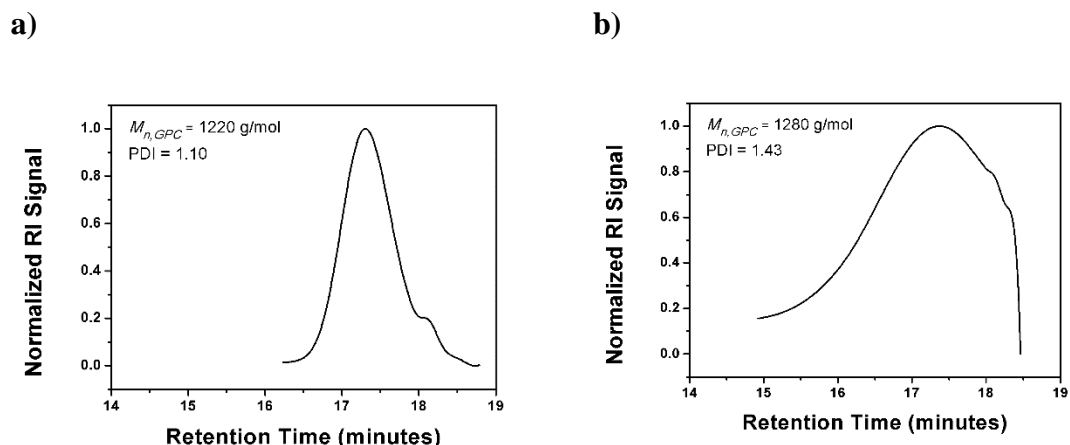 a)
M_n,GPC = 1220 g/mol
PDI = 1.10
Normalized RI Signal
1.0
0.8
0.6
0.4
0.2
0.0
14 15 16 17 18 19
Retention Time (minutes)
b)
M_n,GPC = 1280 g/mol
PDI = 1.43
Normalized RI Signal
1.0
0.8
0.6
0.4
0.2
0.0
14 15 16 17 18 19
Retention Time (minutes)